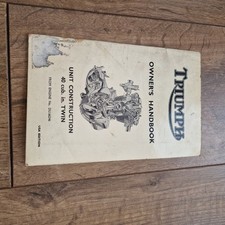 TRIUMPH
OWNER'S HANDBOOK
UNIT CONSTRUCTION
40 cub. in. TWIN